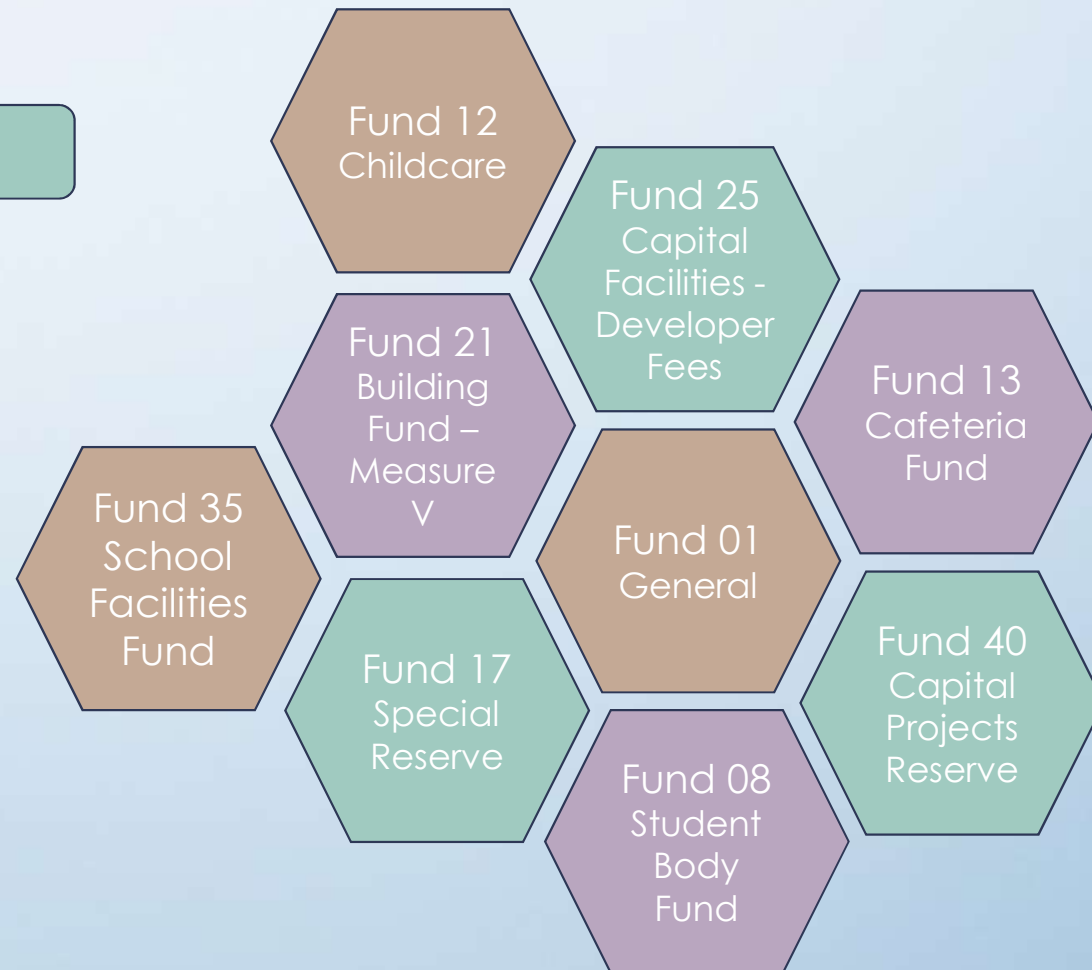 Fund 12
Childcare
Fund 25
Capital
Facilities -
Developer
Fees
Fund 21
Building
Fund –
Measure
V
Fund 13
Cafeteria
Fund
Fund 35
School
Facilities
Fund
Fund 01
General
Fund 17
Special
Reserve
Fund 40
Capital
Projects
Reserve
Fund 08
Student
Body
Fund